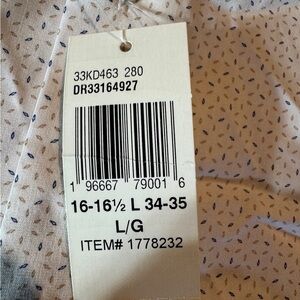 33KD463 280
DR33164927
1 96667 79001 6
16-16½ L 34-35
L/G
ITEM# 1778232